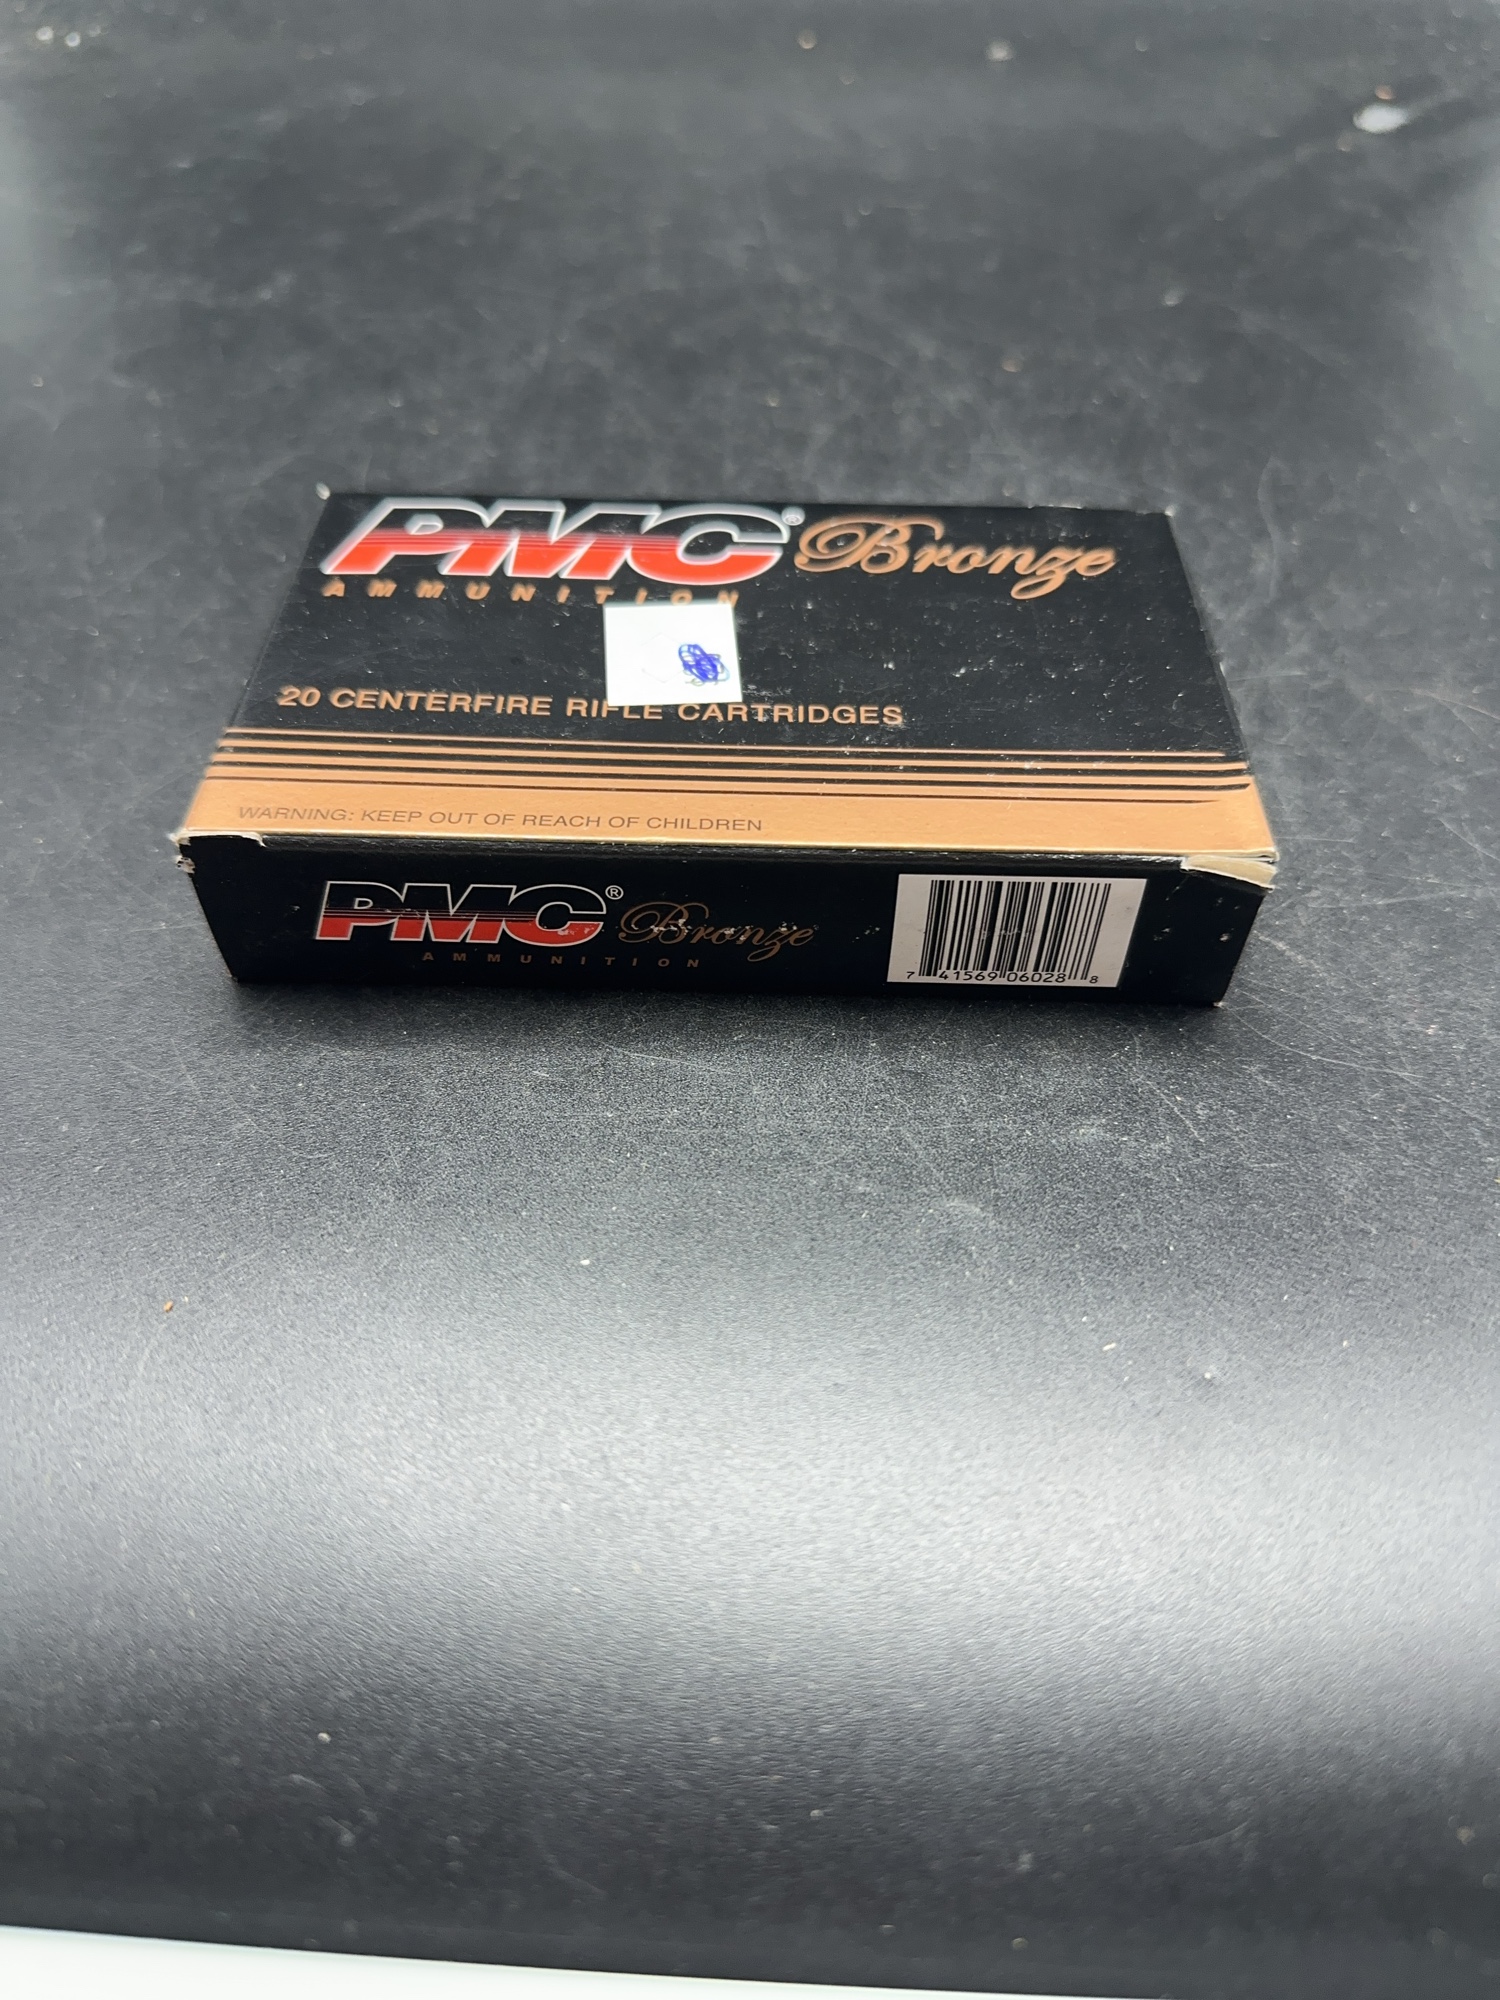 PMC® Bronze
AMMUNITION
20 CENTERFIRE RIFLE CARTRIDGES
WARNING: KEEP OUT OF REACH OF CHILDREN
PMC® Bronze
AMMUNITION
7 41569 06028 8